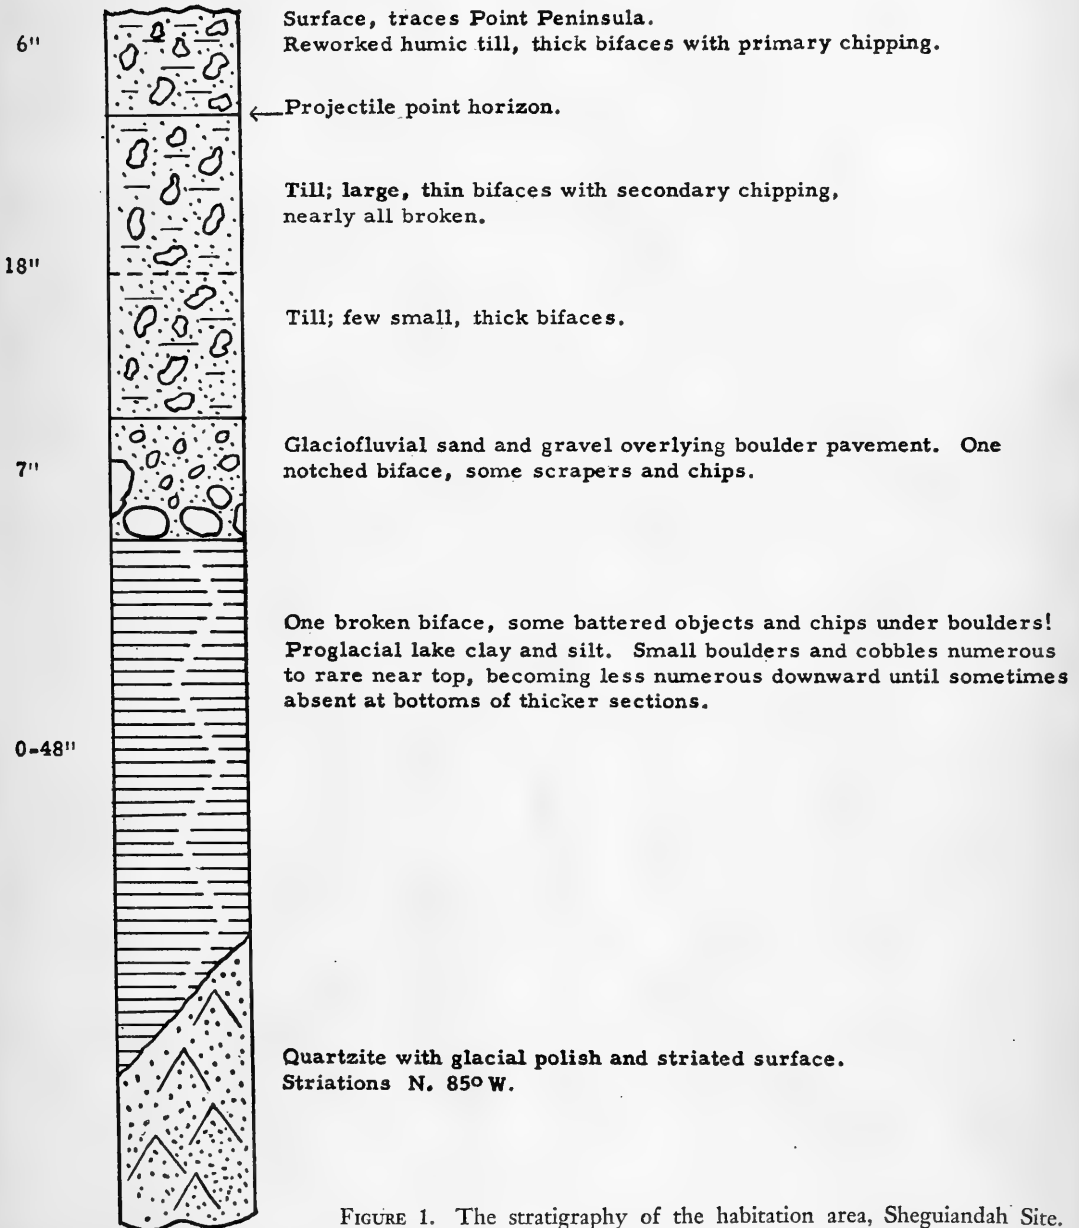 Surface, traces Point Peninsula.
6" Reworked humic till, thick bifaces with primary chipping.
Projectile point horizon.
Till; large, thin bifaces with secondary chipping,
nearly all broken.
18"
Till; few small, thick bifaces.
Glaciofluvial sand and gravel overlying boulder pavement. One
7" notched biface, some scrapers and chips.
One broken biface, some battered objects and chips under boulders!
Proglacial lake clay and silt. Small boulders and cobbles numerous
to rare near top, becoming less numerous downward until sometimes
absent at bottoms of thicker sections.
0-48"
Quartzite with glacial polish and striated surface.
Striations N. 85° W.
FIGURE 1. The stratigraphy of the habitation area, Sheguiandah Site.